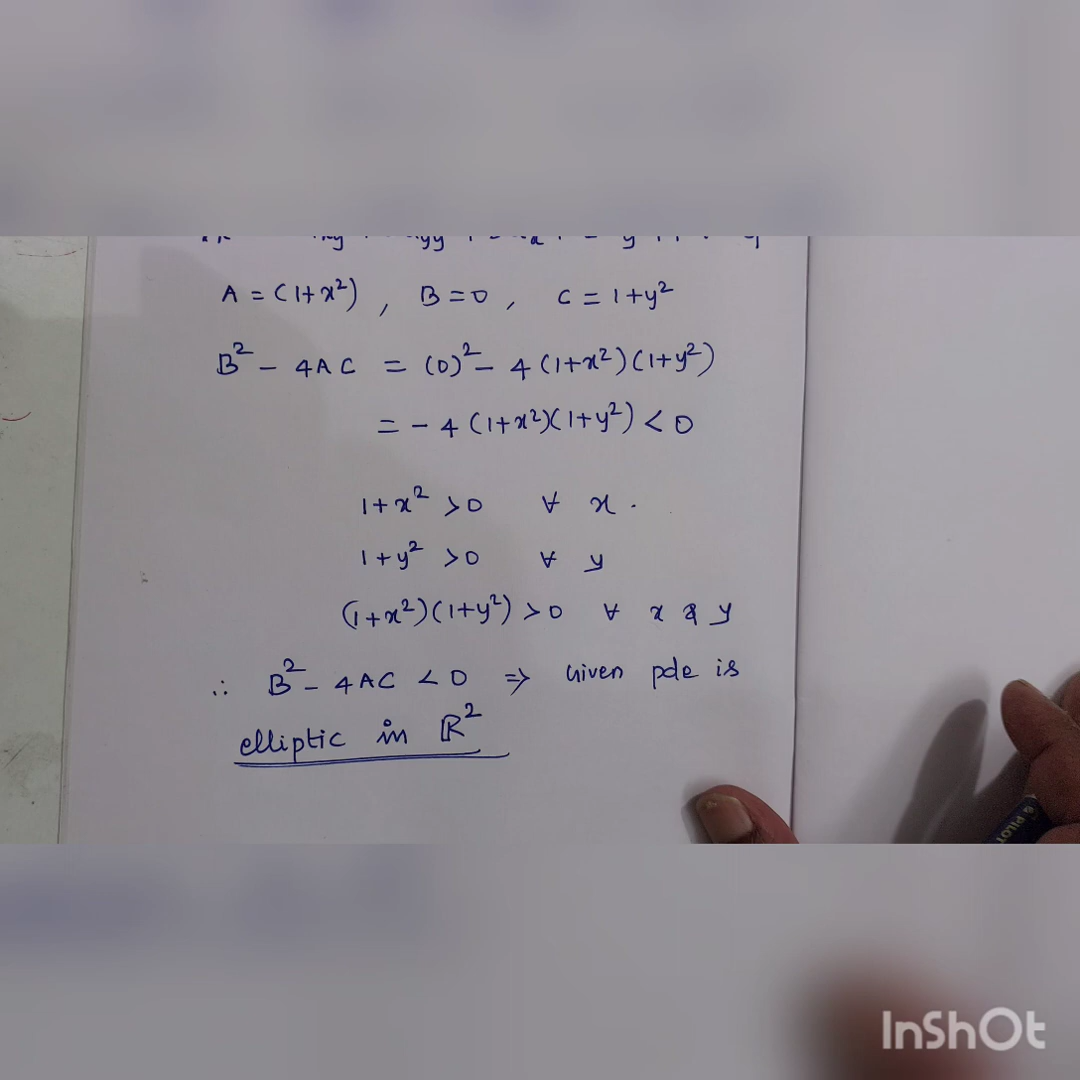 A = (1+x²), B = 0, C = 1+y²
B² - 4AC = (0)² - 4(1+x²)(1+y²)
= -4(1+x²)(1+y²) < 0
1+x² > 0 ∀ x.
1+y² > 0 ∀ y
(1+x²)(1+y²) > 0 ∀ x & y
∴ B² - 4AC < 0 ⇒ Given pde is
elliptic in ℝ²
PILOT
InShOt